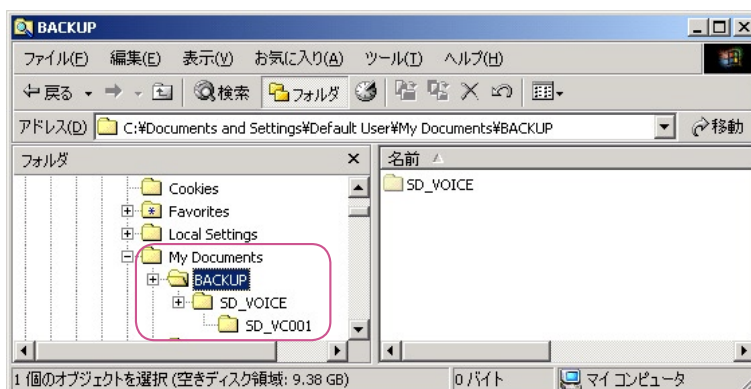 BACKUP
ファイル(F) 編集(E) 表示(V) お気に入り(A) ツール(T) ヘルプ(H)
戻る 検索 フォルダ
アドレス(D) C:¥Documents and Settings¥Default User¥My Documents¥BACKUP 移動
フォルダ
名前
Cookies
Favorites
Local Settings
My Documents
BACKUP
SD_VOICE
SD_VC001
SD_VOICE
1 個のオブジェクトを選択 (空きディスク領域: 9.38 GB) 0 バイト マイ コンピュータ